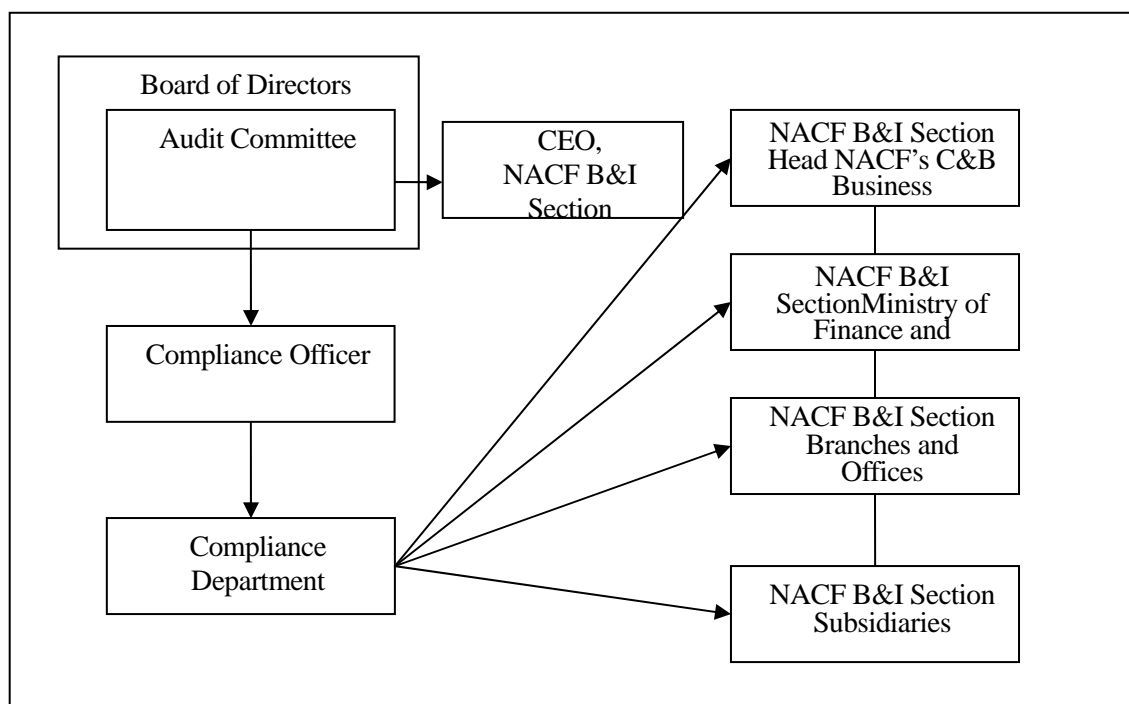 Board of Directors
Audit Committee
CEO,
NACF B&I
Section
Compliance Officer
Compliance
Department
NACF B&I Section
Head NACF’s C&B
Business
NACF B&I
SectionMinistry of
Finance and
NACF B&I Section
Branches and
Offices
NACF B&I Section
Subsidiaries